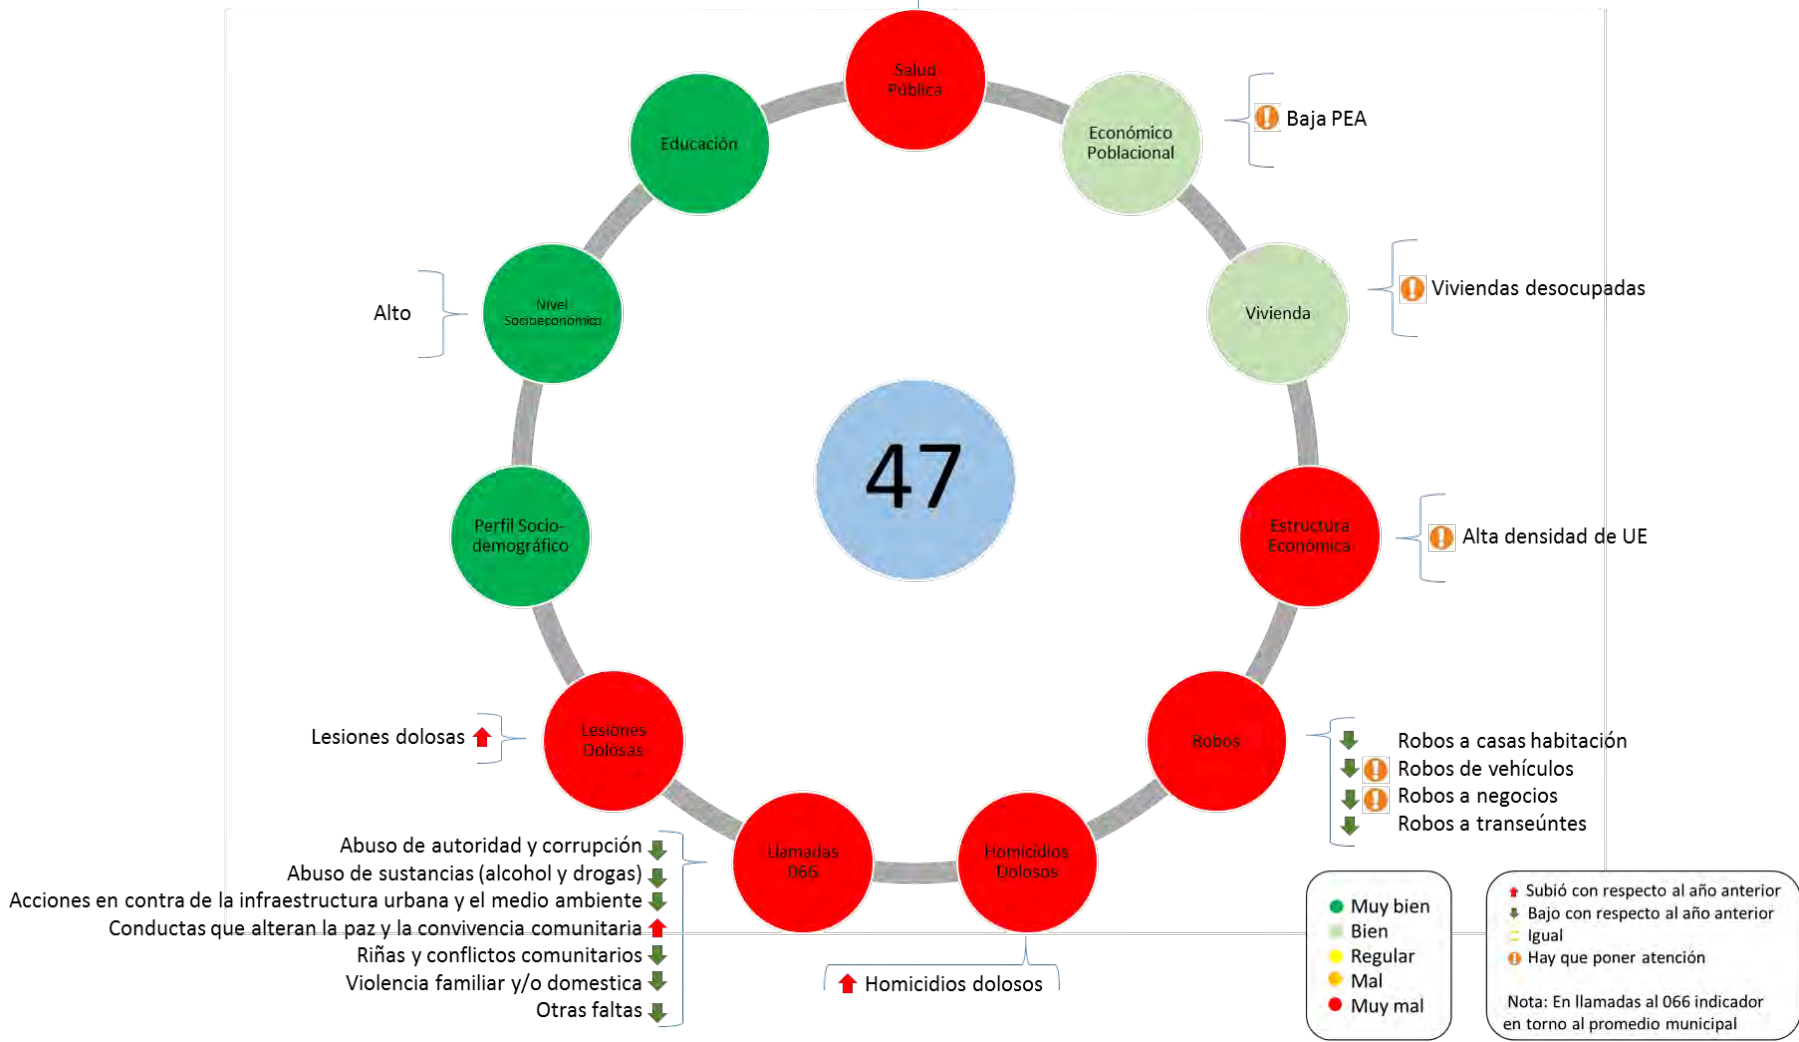 Salud
Pública
Económico
Poblacional
Baja PEA
Educación
Vivienda
Viviendas desocupadas
Alto
Nivel
Socioeconómico
47
Perfil Socio-
demográfico
Estructura
Económica
Alta densidad de UE
Lesiones dolosas
Lesiones
Dolosas
Robos
Robos a casas habitación
Robos de vehículos
Robos a negocios
Robos a transeúntes
Llamadas
066
Homicidios
Dolosos
Abuso de autoridad y corrupción
Abuso de sustancias (alcohol y drogas)
Acciones en contra de la infraestructura urbana y el medio ambiente
Conductas que alteran la paz y la convivencia comunitaria
Riñas y conflictos comunitarios
Violencia familiar y/o domestica
Otras faltas
Homicidios dolosos
Muy bien
Bien
Regular
Mal
Muy mal
Subió con respecto al año anterior
Bajo con respecto al año anterior
Igual
Hay que poner atención
Nota: En llamadas al 066 indicador
en torno al promedio municipal